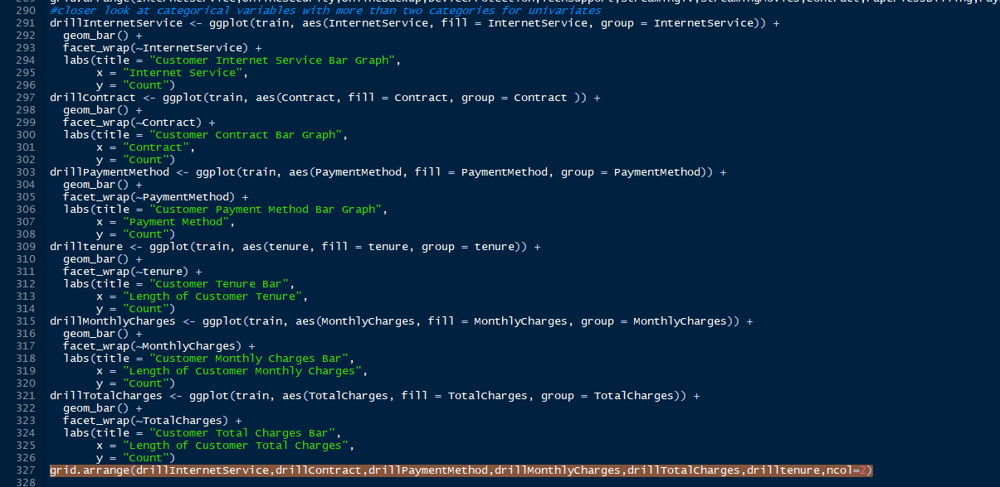 290 #closer look at categorical variables with more than two categories for univariates
291 drillInternetService <- ggplot(train, aes(InternetService, fill = InternetService, group = InternetService)) +
292 geom_bar() +
293 facet_wrap(~InternetService) +
294 labs(title = "Customer Internet Service Bar Graph",
295 x = "Internet Service",
296 y = "Count")
297 drillContract <- ggplot(train, aes(Contract, fill = Contract, group = Contract )) +
298 geom_bar() +
299 facet_wrap(~Contract) +
300 labs(title = "Customer Contract Bar Graph",
301 x = "Contract",
302 y = "Count")
303 drillPaymentMethod <- ggplot(train, aes(PaymentMethod, fill = PaymentMethod, group = PaymentMethod)) +
304 geom_bar() +
305 facet_wrap(~PaymentMethod) +
306 labs(title = "Customer Payment Method Bar Graph",
307 x = "Payment Method",
308 y = "Count")
309 drilltenure <- ggplot(train, aes(tenure, fill = tenure, group = tenure)) +
310 geom_bar() +
311 facet_wrap(~tenure) +
312 labs(title = "Customer Tenure Bar",
313 x = "Length of Customer Tenure",
314 y = "Count")
315 drillMonthlyCharges <- ggplot(train, aes(MonthlyCharges, fill = MonthlyCharges, group = MonthlyCharges)) +
316 geom_bar() +
317 facet_wrap(~MonthlyCharges) +
318 labs(title = "Customer Monthly Charges Bar",
319 x = "Length of Customer Monthly Charges",
320 y = "Count")
321 drillTotalCharges <- ggplot(train, aes(TotalCharges, fill = TotalCharges, group = TotalCharges)) +
322 geom_bar() +
323 facet_wrap(~TotalCharges) +
324 labs(title = "Customer Total Charges Bar",
325 x = "Length of Customer Total Charges",
326 y = "Count")
327 grid.arrange(drillInternetService,drillContract,drillPaymentMethod,drillMonthlyCharges,drillTotalCharges,drilltenure,ncol=2)
328